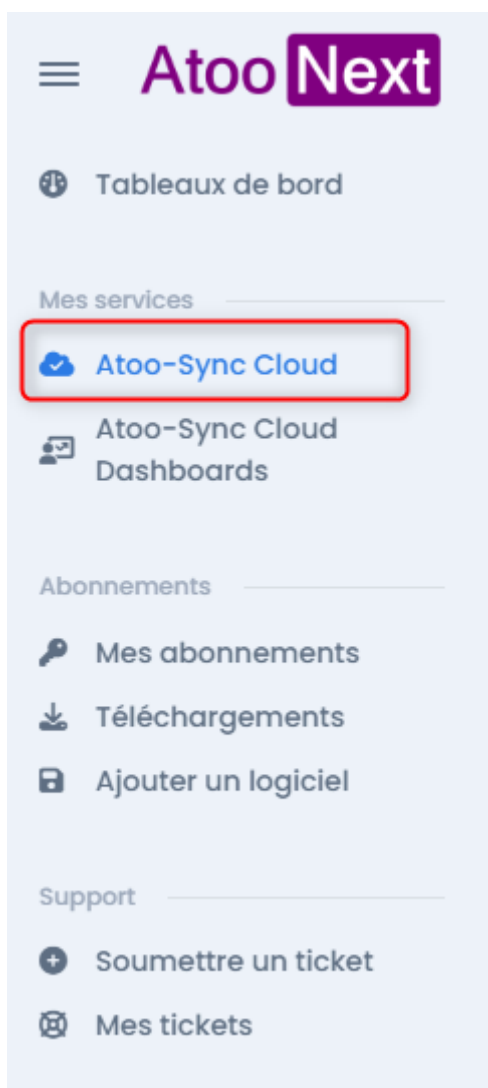 Atoo Next
Tableaux de bord
Mes services
Atoo-Sync Cloud
Atoo-Sync Cloud
Dashboards
Abonnements
Mes abonnements
Téléchargements
Ajouter un logiciel
Support
Soumettre un ticket
Mes tickets